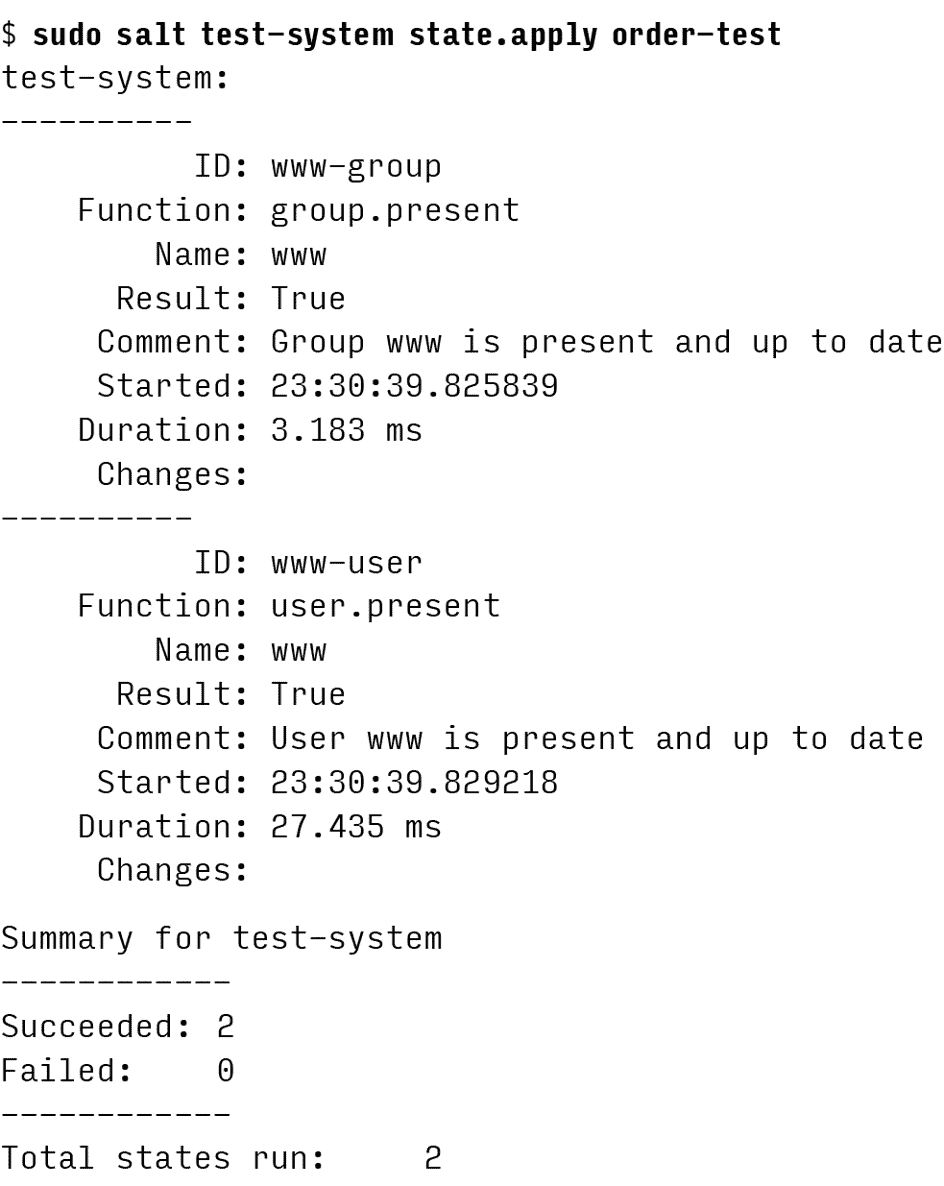 $ sudo salt test-system state.apply order-test
test-system:
----------
          ID: www-group
    Function: group.present
        Name: www
      Result: True
     Comment: Group www is present and up to date
     Started: 23:30:39.825839
    Duration: 3.183 ms
     Changes:
----------
          ID: www-user
    Function: user.present
        Name: www
      Result: True
     Comment: User www is present and up to date
     Started: 23:30:39.829218
    Duration: 27.435 ms
     Changes:
Summary for test-system
------------
Succeeded: 2
Failed:    0
------------
Total states run:     2